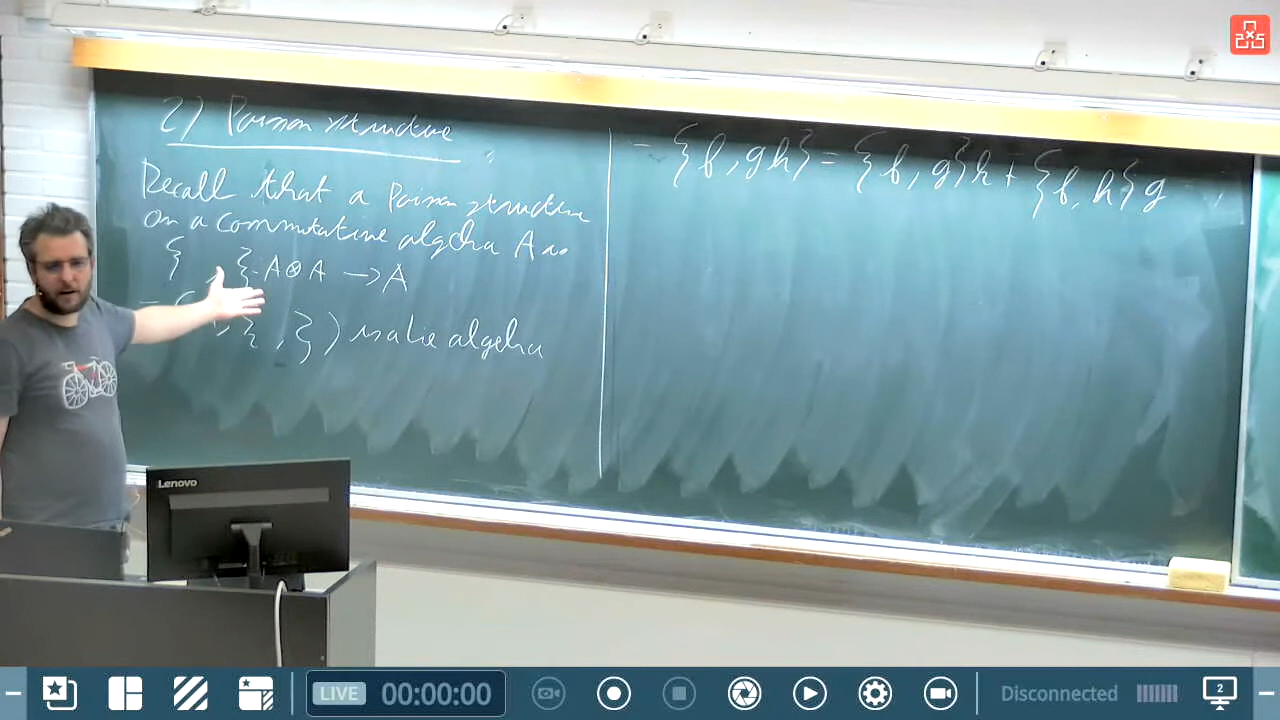 2) Poisson structure
Recall that a Poisson structure
on a commutative algebra A is
{ , }: A ⊗ A → A
- ( , { , } ) is a Lie algebra
- {f, gh} = {f, g}h + {f, h}g
Lenovo
LIVE 00:00:00 Disconnected 2